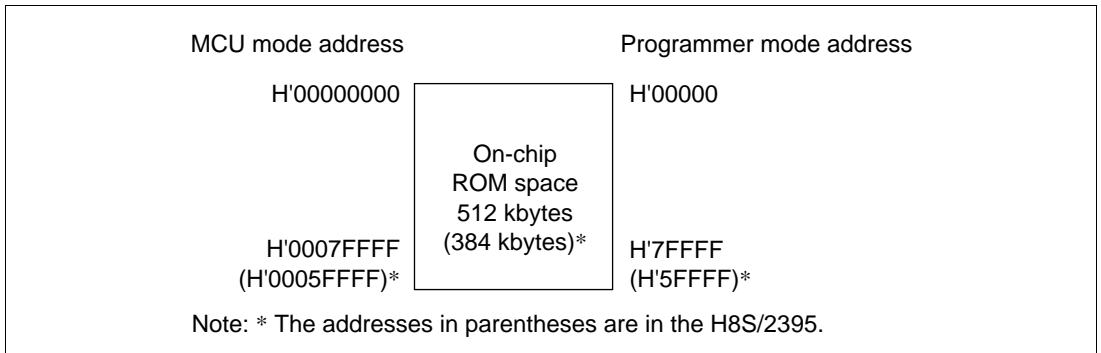 MCU mode address
Programmer mode address
H'00000000
H'00000
On-chip
ROM space
512 kbytes
(384 kbytes)*
H'0007FFFF
(H'0005FFFF)*
H'7FFFF
(H'5FFFF)*
Note: * The addresses in parentheses are in the H8S/2395.